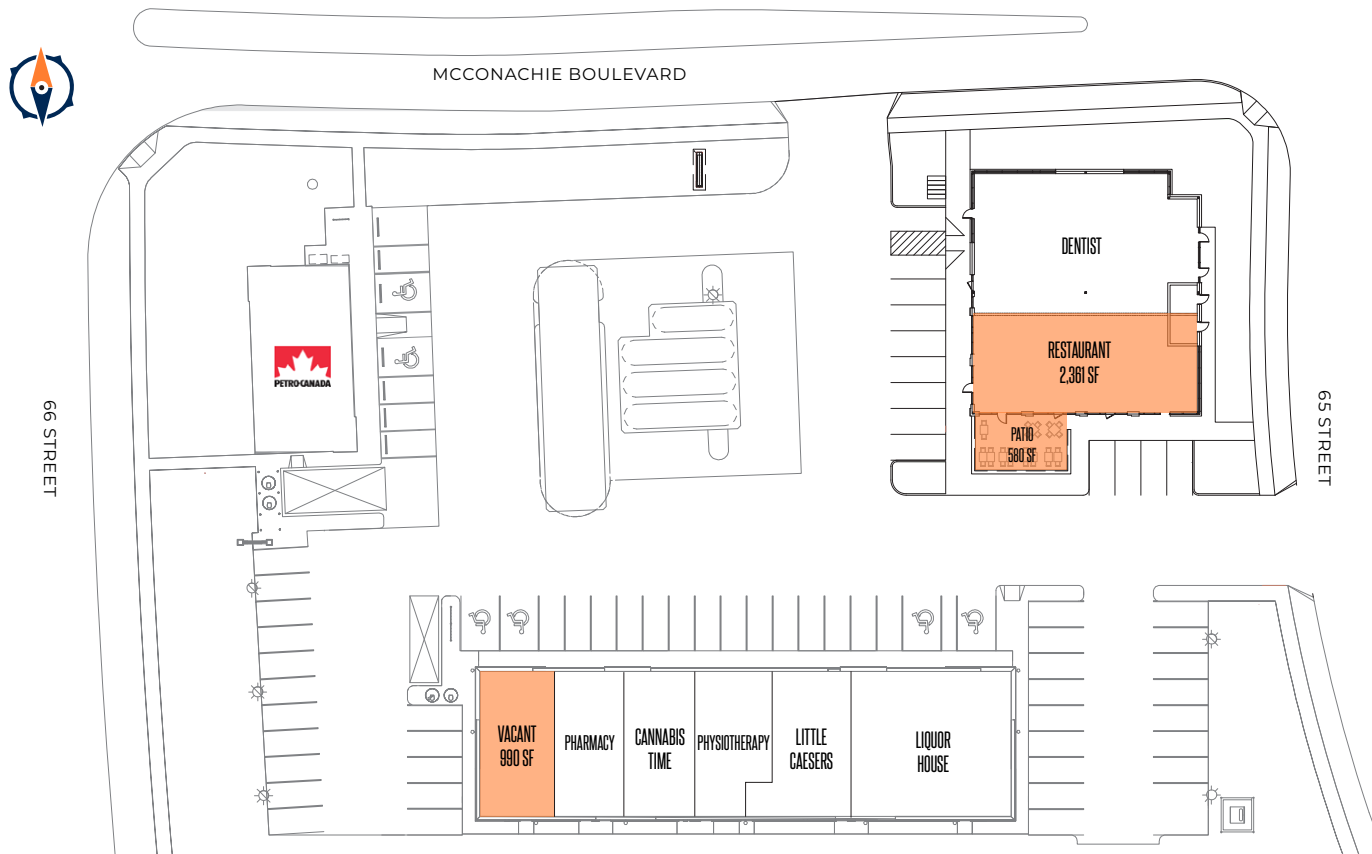 MCCONACHIE BOULEVARD
DENTIST
RESTAURANT
2,361 SF
PETRO-CANADA
66 STREET
65 STREET
PATIO
580 SF
VACANT
990 SF
PHARMACY
CANNABIS
TIME
PHYSIOTHERAPY
LITTLE
CAESERS
LIQUOR
HOUSE